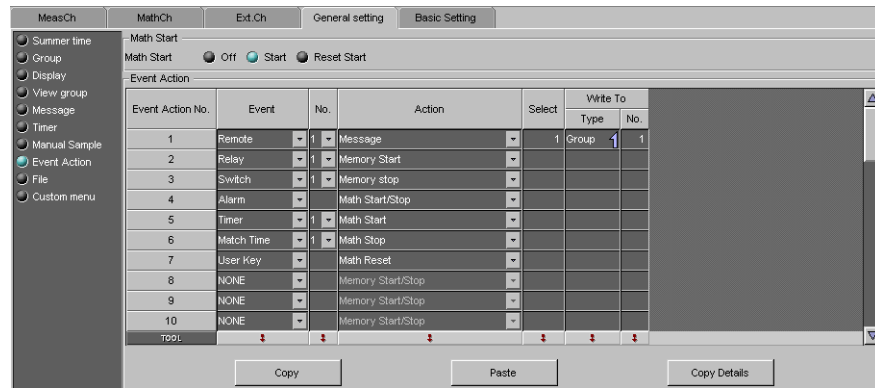 MeasCh MathCh Ext.Ch General setting Basic Setting
Summer time
Group
Display
View group
Message
Timer
Manual Sample
Event Action
File
Custom menu
Math Start
Math Start Off Start Reset Start
Event Action
Event Action No. Event No. Action Select Write To
Type No.
1 Remote 1 Message 1 Group 1 1
2 Relay 1 Memory Start
3 Switch 1 Memory stop
4 Alarm Math Start/Stop
5 Timer 1 Math Start
6 Match Time 1 Math Stop
7 User Key Math Reset
8 NONE Memory Start/Stop
9 NONE Memory Start/Stop
10 NONE Memory Start/Stop
TOOL
Copy Paste Copy Details